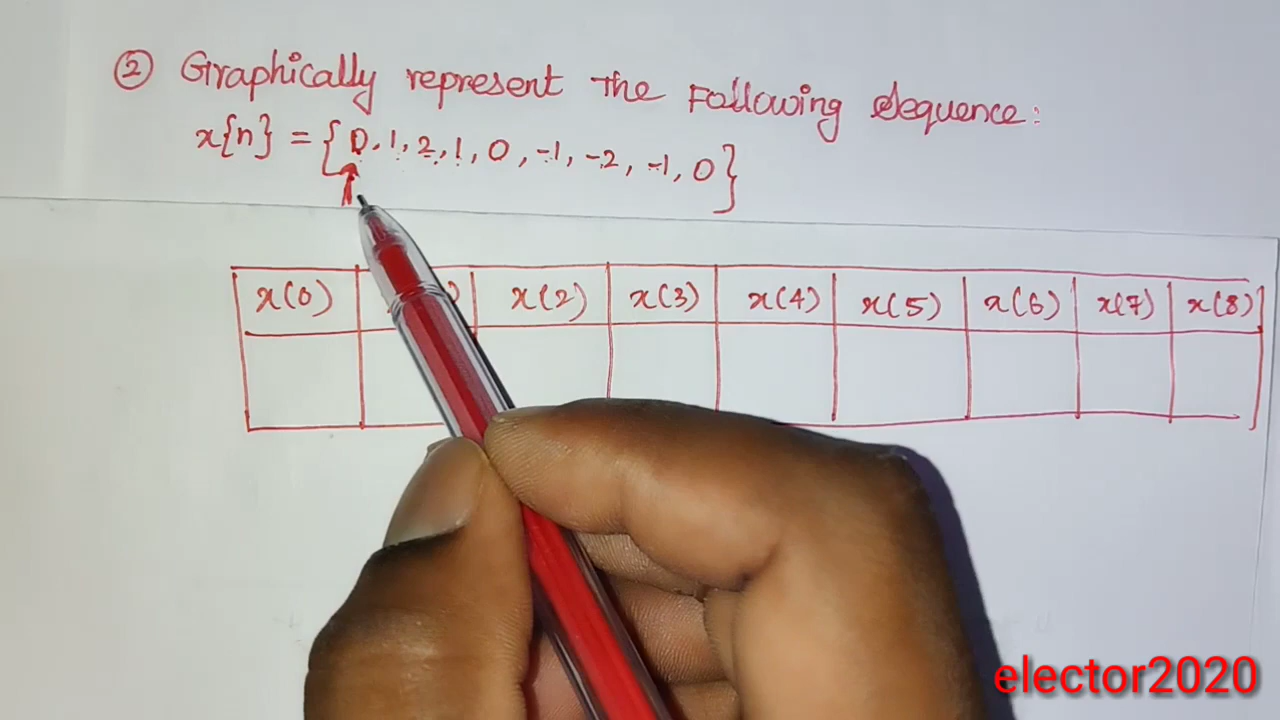 ② Graphically represent the Following Sequence:
x{n} = { 0, 1, 2, 1, 0, -1, -2, -1, 0 }
x(0) x(2) x(3) x(4) x(5) x(6) x(7) x(8)
elector2020